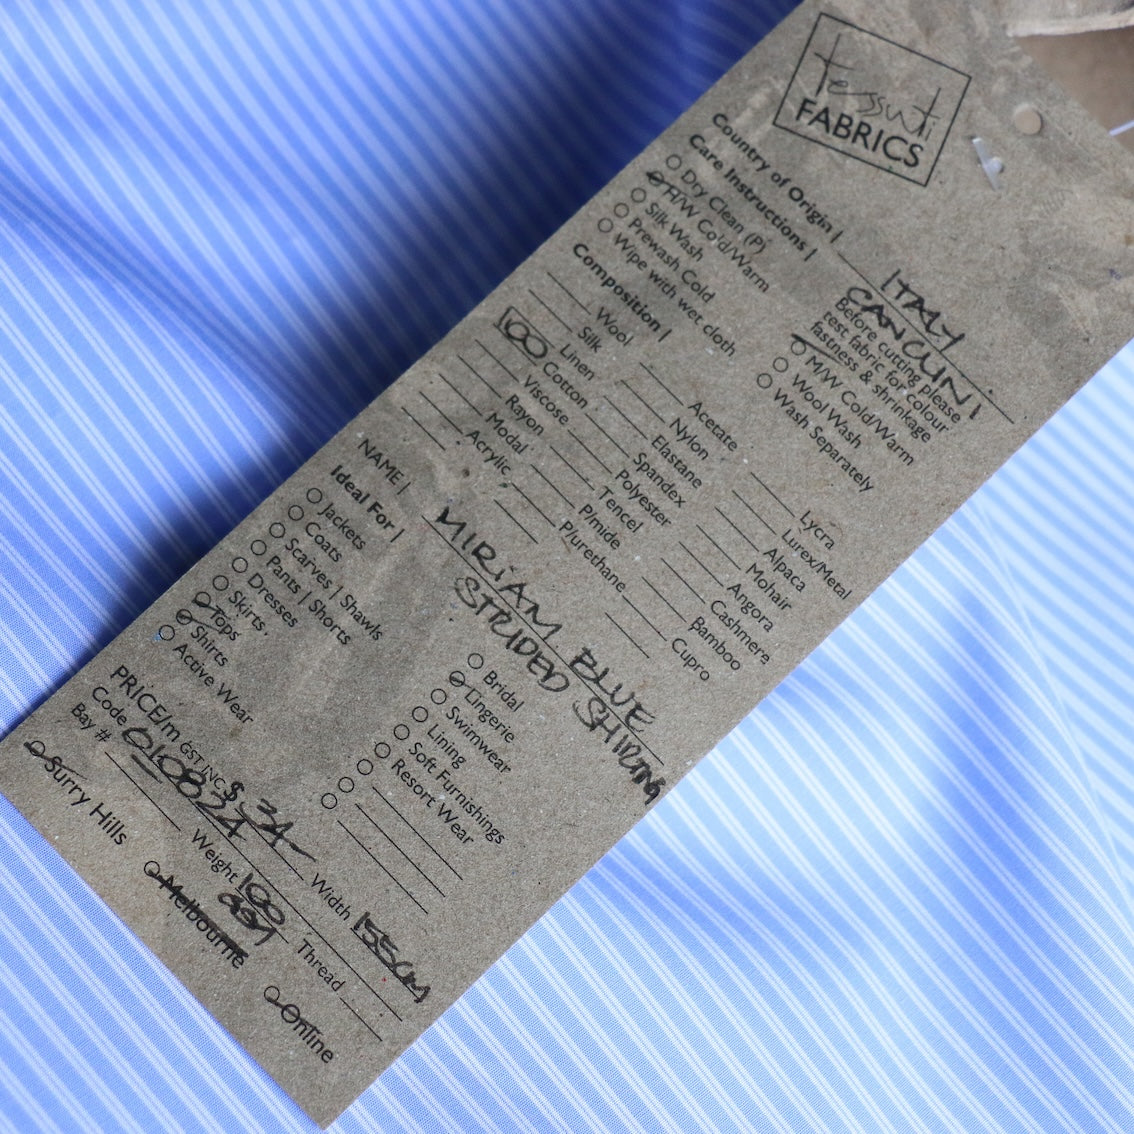 tessuti
FABRICS
Country of Origin | ITALY
CANCLINI
Care Instructions |
Before cutting please
test fabric for colour
fastness & shrinkage
Dry Clean (P)
H/W Cold/Warm
Silk Wash
Prewash Cold
Wipe with wet cloth
M/W Cold/Warm
Wool Wash
Wash Separately
Composition |
Wool
Silk
Linen
100 Cotton
Viscose
Rayon
Modal
Acrylic
Acetate
Nylon
Elastane
Spandex
Polyester
Tencel
P/mide
P/urethane
Lycra
Lurex/Metal
Alpaca
Mohair
Angora
Cashmere
Bamboo
Cupro
NAME | MIRIAM BLUE
STRIPED SHIRTING
Ideal For |
Jackets
Coats
Scarves | Shawls
Pants | Shorts
Dresses
Skirts
Tops
Shirts
Active Wear
Bridal
Lingerie
Swimwear
Lining
Soft Furnishings
Resort Wear
PRICE/m GST INC $ 34- Width 155CM
Code 010824 Weight 100 Thread
GSM
Bay #
Surry Hills Melbourne Online